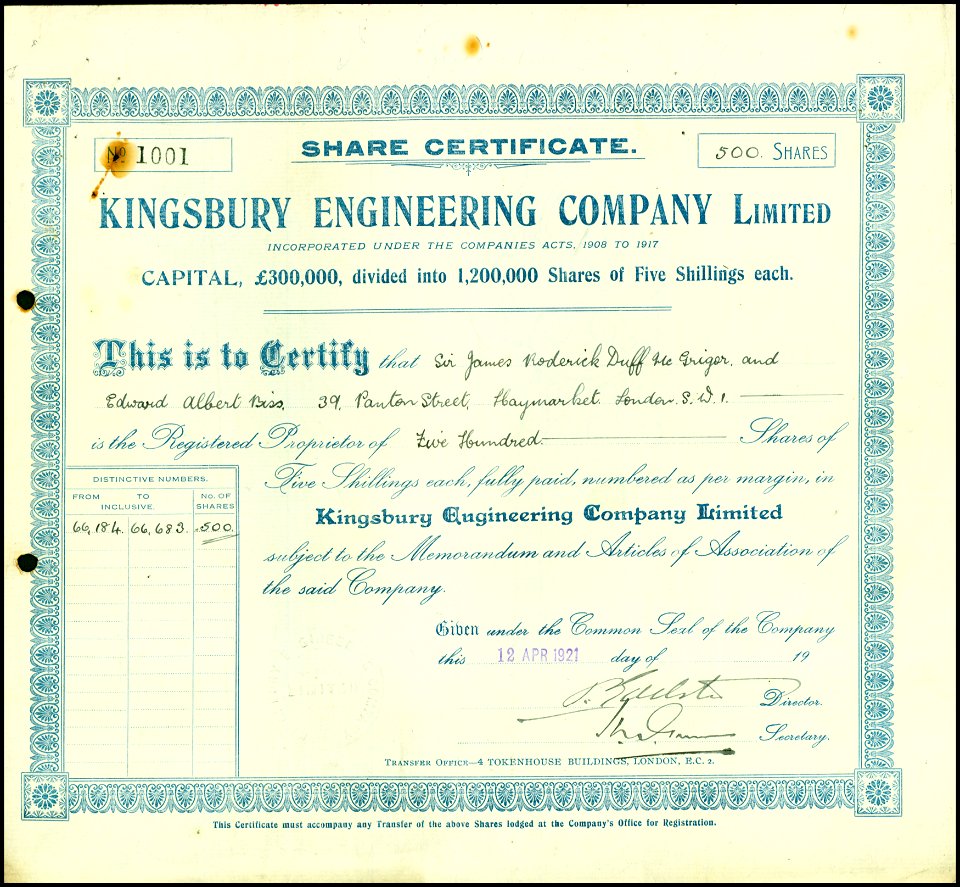 No 1001
SHARE CERTIFICATE.
500. SHARES
KINGSBURY ENGINEERING COMPANY LIMITED
INCORPORATED UNDER THE COMPANIES ACTS, 1908 TO 1917
CAPITAL, £300,000, divided into 1,200,000 Shares of Five Shillings each.
This is to Certify that Sir James Roderick Duff McGrigor. and
Edward Albert Biss, 39, Panton Street, Haymarket. London. S.W.1.
is the Registered Proprietor of Five Hundred. Shares of
Five Shillings each, fully paid, numbered as per margin, in
Kingsbury Engineering Company Limited
subject to the Memorandum and Articles of Association of
the said Company.
DISTINCTIVE NUMBERS.
FROM TO No. OF
INCLUSIVE. SHARES
66,184. 66,683. 500.
Given under the Common Seal of the Company
this 12 APR 1921 day of 19
Director.
Secretary.
TRANSFER OFFICE—4 TOKENHOUSE BUILDINGS, LONDON, E.C. 2.
This Certificate must accompany any Transfer of the above Shares lodged at the Company's Office for Registration.